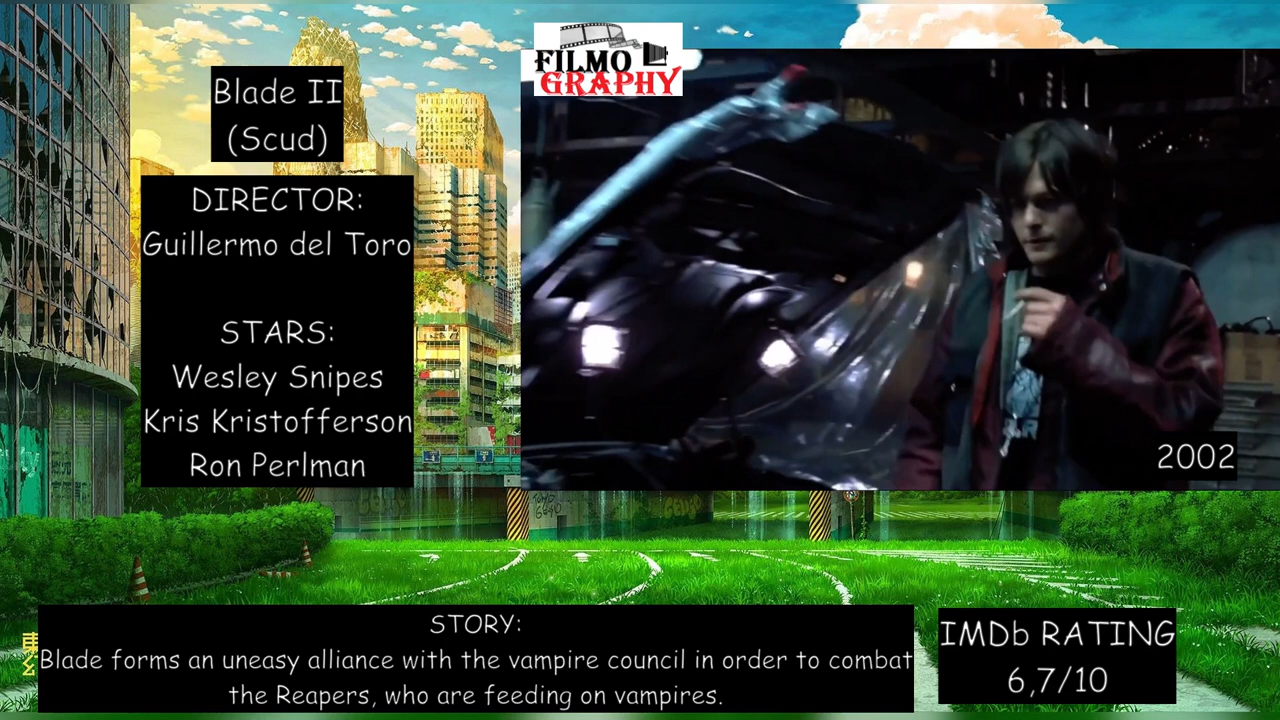 FILMO
GRAPHY
Blade II
(Scud)
DIRECTOR:
Guillermo del Toro
STARS:
Wesley Snipes
Kris Kristofferson
Ron Perlman
2002
STORY:
Blade forms an uneasy alliance with the vampire council in order to combat
the Reapers, who are feeding on vampires.
IMDb RATING
6,7/10